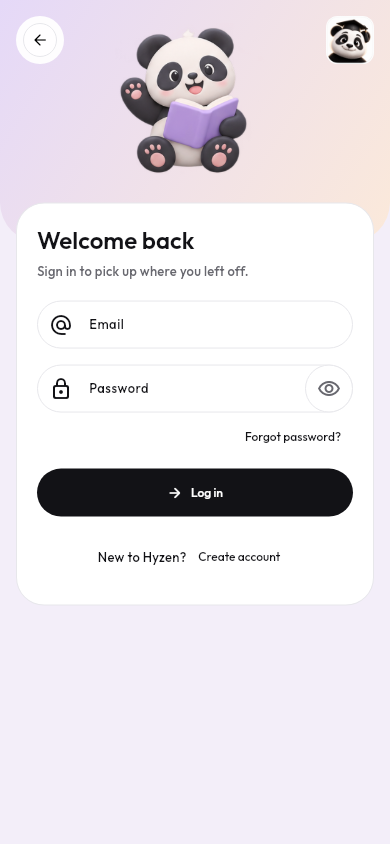 Welcome back
Sign in to pick up where you left off.
Email
Password
Forgot password?
Log in
New to Hyzen? Create account